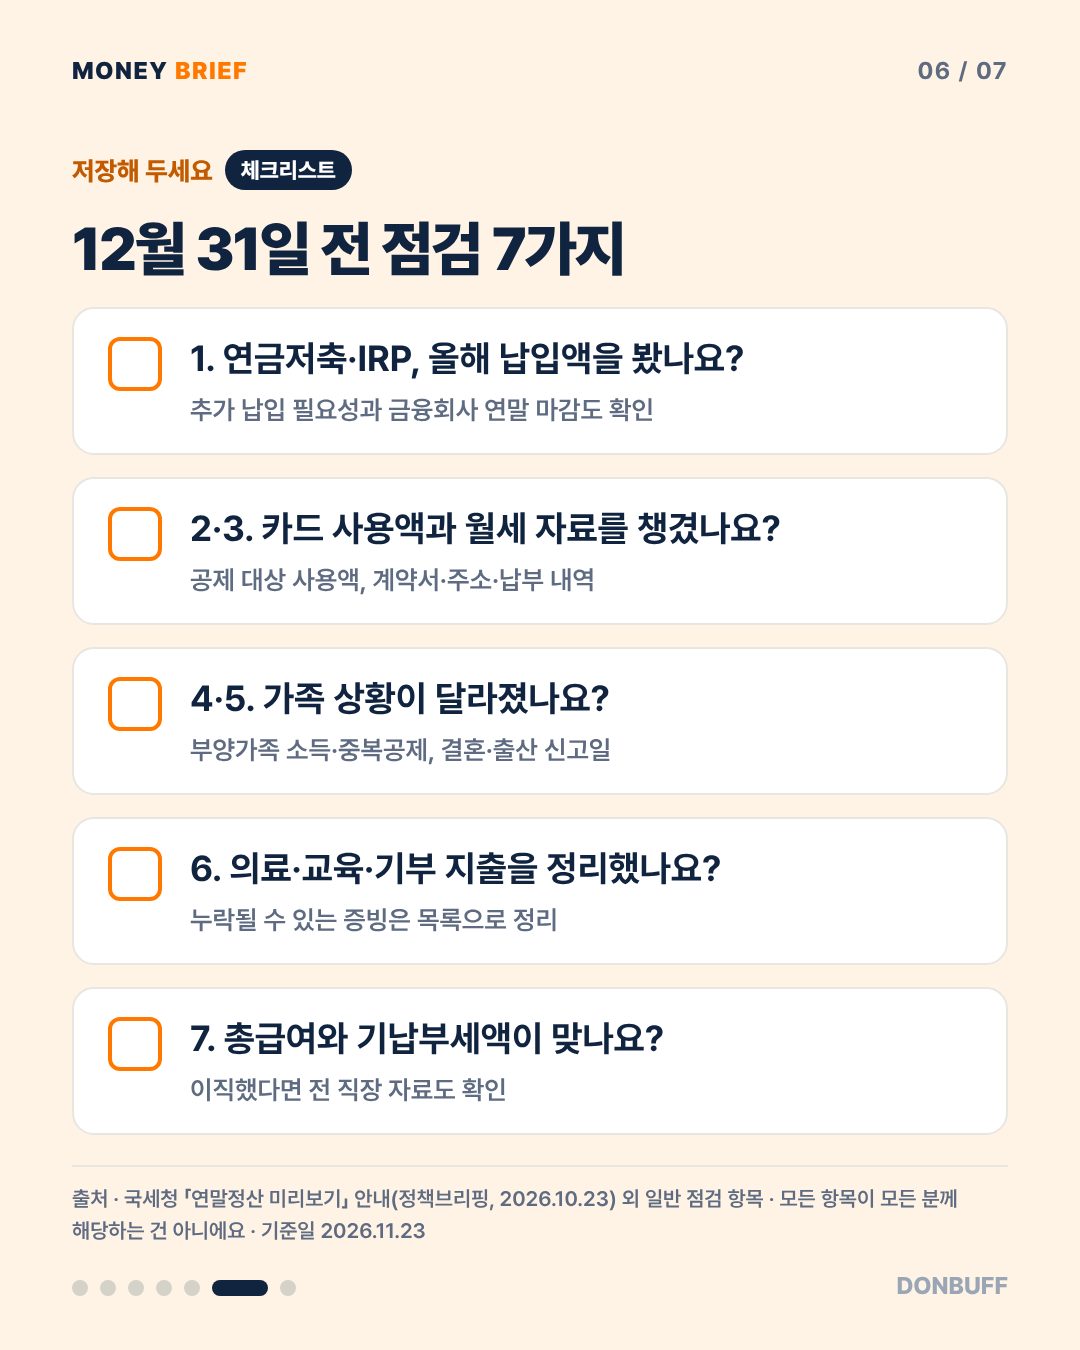 MONEY BRIEF
06 / 07
저장해 두세요 체크리스트
12월 31일 전 점검 7가지
1. 연금저축·IRP, 올해 납입액을 봤나요?
추가 납입 필요성과 금융회사 연말 마감도 확인
2·3. 카드 사용액과 월세 자료를 챙겼나요?
공제 대상 사용액, 계약서·주소·납부 내역
4·5. 가족 상황이 달라졌나요?
부양가족 소득·중복공제, 결혼·출산 신고일
6. 의료·교육·기부 지출을 정리했나요?
누락될 수 있는 증빙은 목록으로 정리
7. 총급여와 기납부세액이 맞나요?
이직했다면 전 직장 자료도 확인
출처 · 국세청 「연말정산 미리보기」 안내(정책브리핑, 2026.10.23) 외 일반 점검 항목 · 모든 항목이 모든 분께
해당하는 건 아니에요 · 기준일 2026.11.23
DONBUFF